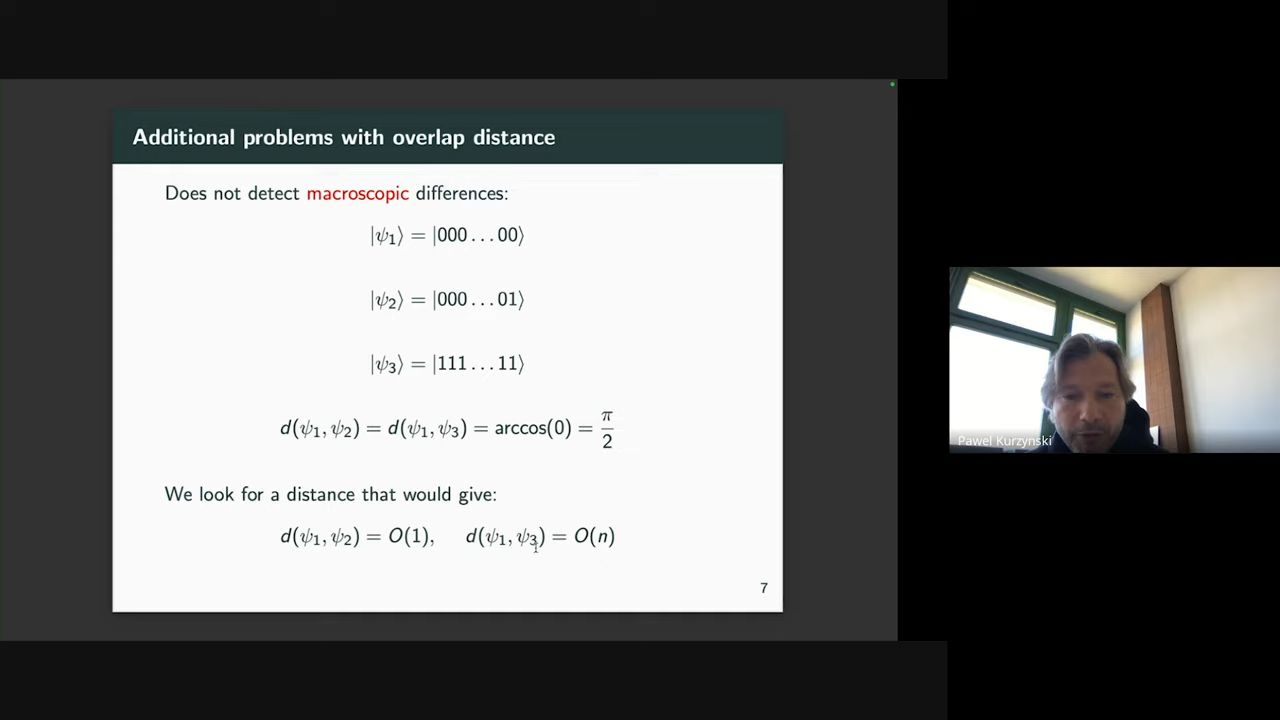 Additional problems with overlap distance
Does not detect macroscopic differences:
|ψ₁⟩ = |000 . . . 00⟩
|ψ₂⟩ = |000 . . . 01⟩
|ψ₃⟩ = |111 . . . 11⟩
d(ψ₁, ψ₂) = d(ψ₁, ψ₃) = arccos(0) = π/2
We look for a distance that would give:
d(ψ₁, ψ₂) = O(1), d(ψ₁, ψ₃) = O(n)
7
Pawel Kurzynski